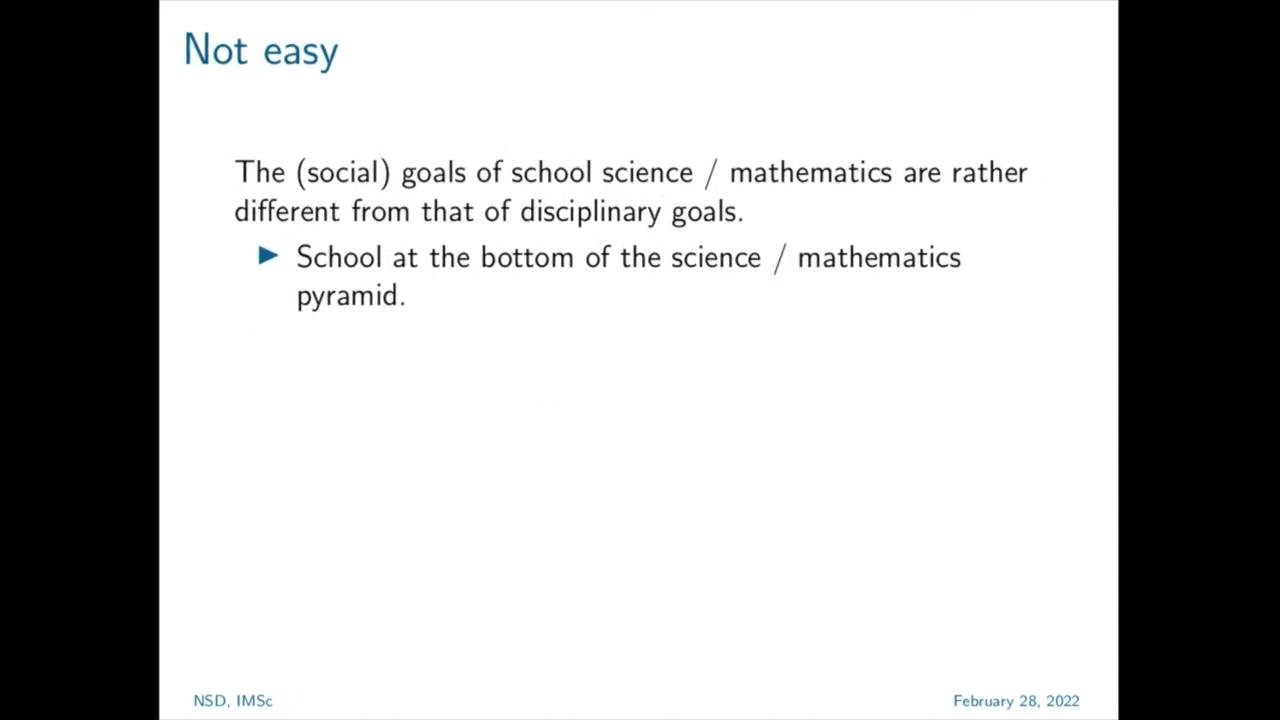 Not easy
The (social) goals of school science / mathematics are rather
different from that of disciplinary goals.
▶ School at the bottom of the science / mathematics
pyramid.
NSD, IMSc
February 28, 2022